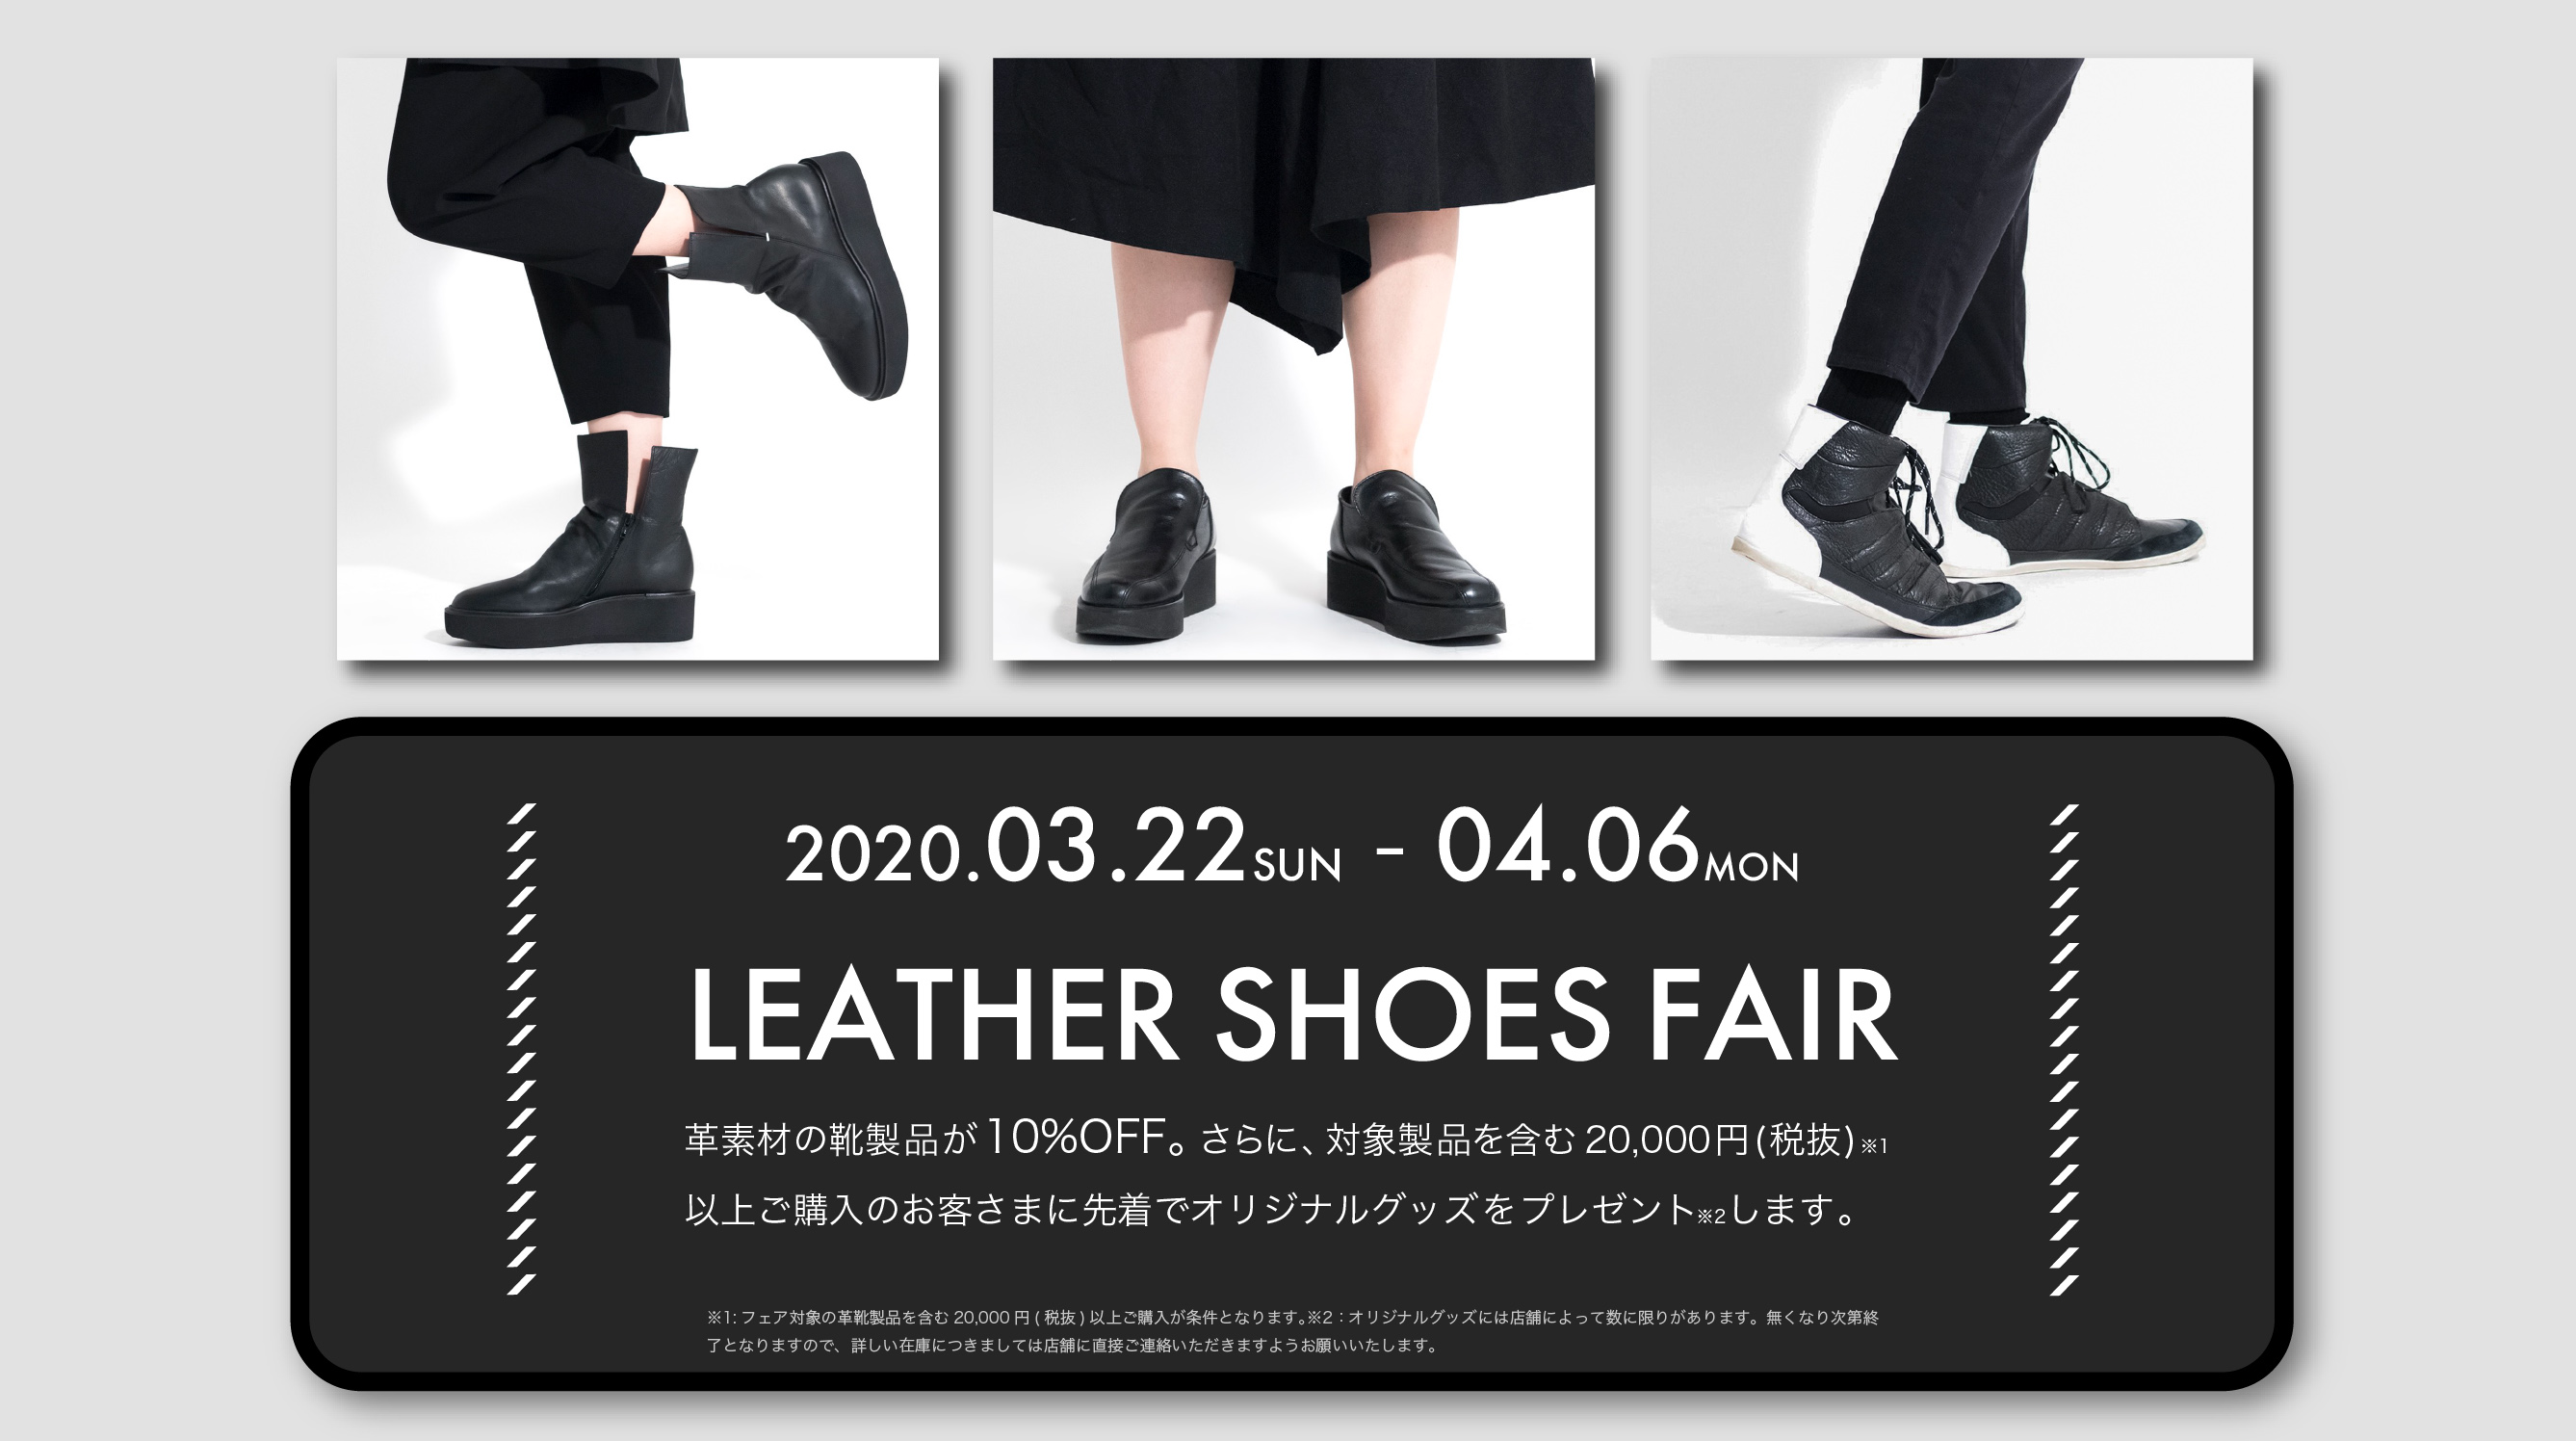 2020.03.22SUN - 04.06MON
LEATHER SHOES FAIR
革素材の靴製品が10%OFF。さらに、対象製品を含む20,000円(税抜)※1
以上ご購入のお客さまに先着でオリジナルグッズをプレゼント※2します。
※1: フェア対象の革靴製品を含む 20,000 円 ( 税抜 ) 以上ご購入が条件となります。※2：オリジナルグッズには店舗によって数に限りがあります。無くなり次第終
了となりますので、詳しい在庫につきましては店舗に直接ご連絡いただきますようお願いいたします。